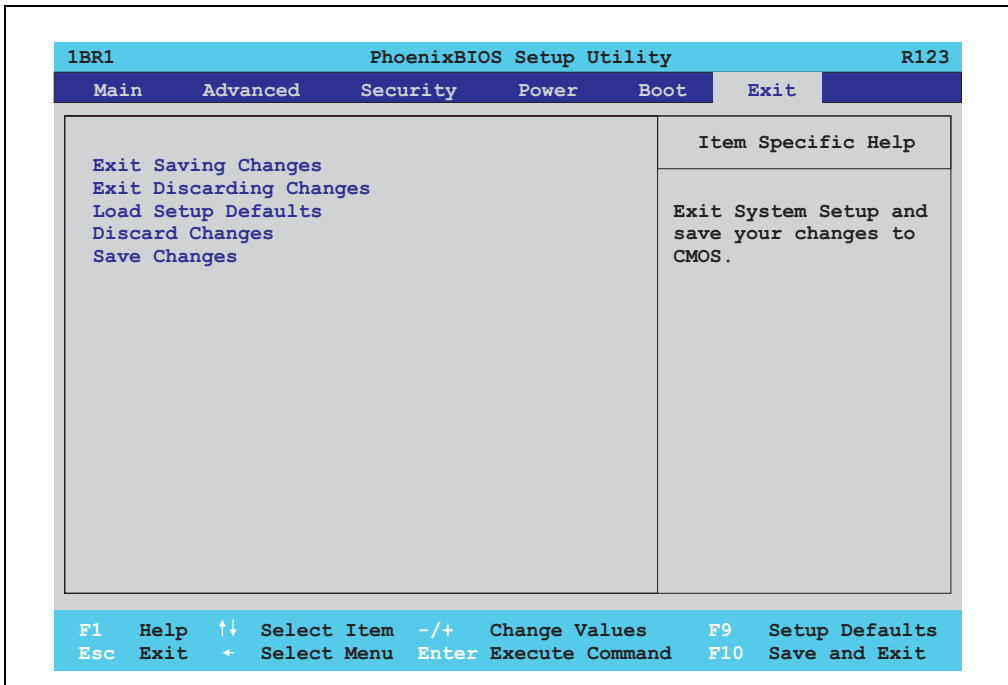 1BR1 PhoenixBIOS Setup Utility R123
Main Advanced Security Power Boot Exit
Item Specific Help
Exit Saving Changes
Exit Discarding Changes
Load Setup Defaults
Discard Changes
Save Changes
Exit System Setup and
save your changes to
CMOS.
F1 Help ↑↓ Select Item -/+ Change Values F9 Setup Defaults
Esc Exit ← Select Menu Enter Execute Command F10 Save and Exit